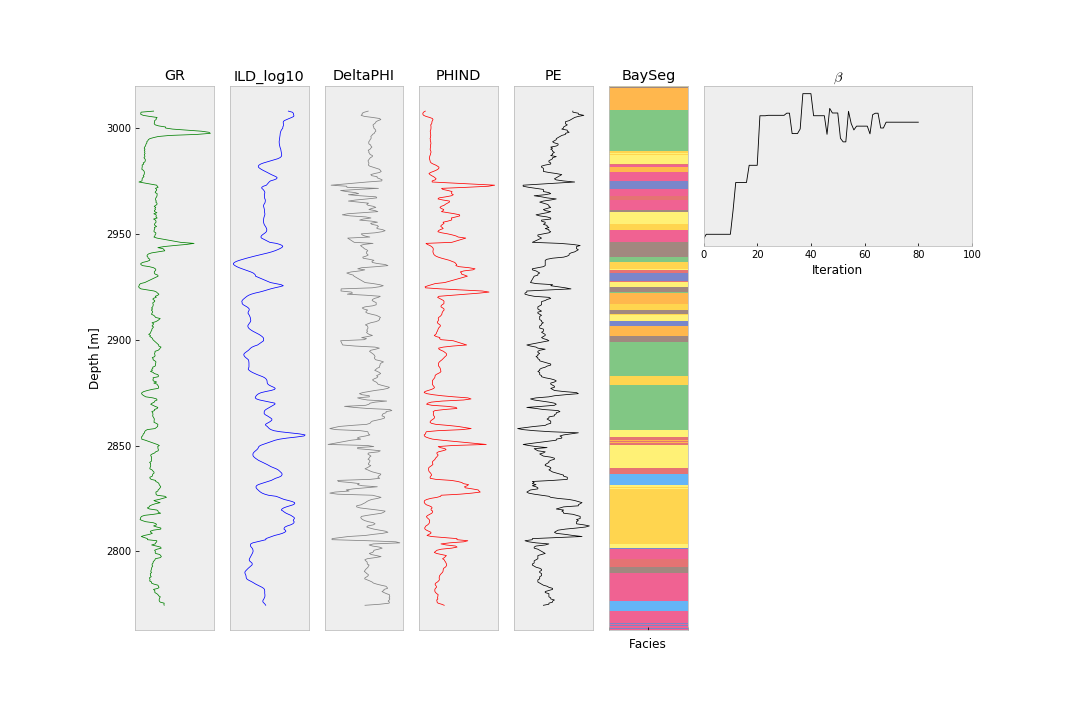 GR ILD_log10 DeltaPHI PHIND PE BaySeg β
3000
2950
0 20 40 60 80 100
Iteration
2900
Depth [m]
2850
2800
Facies